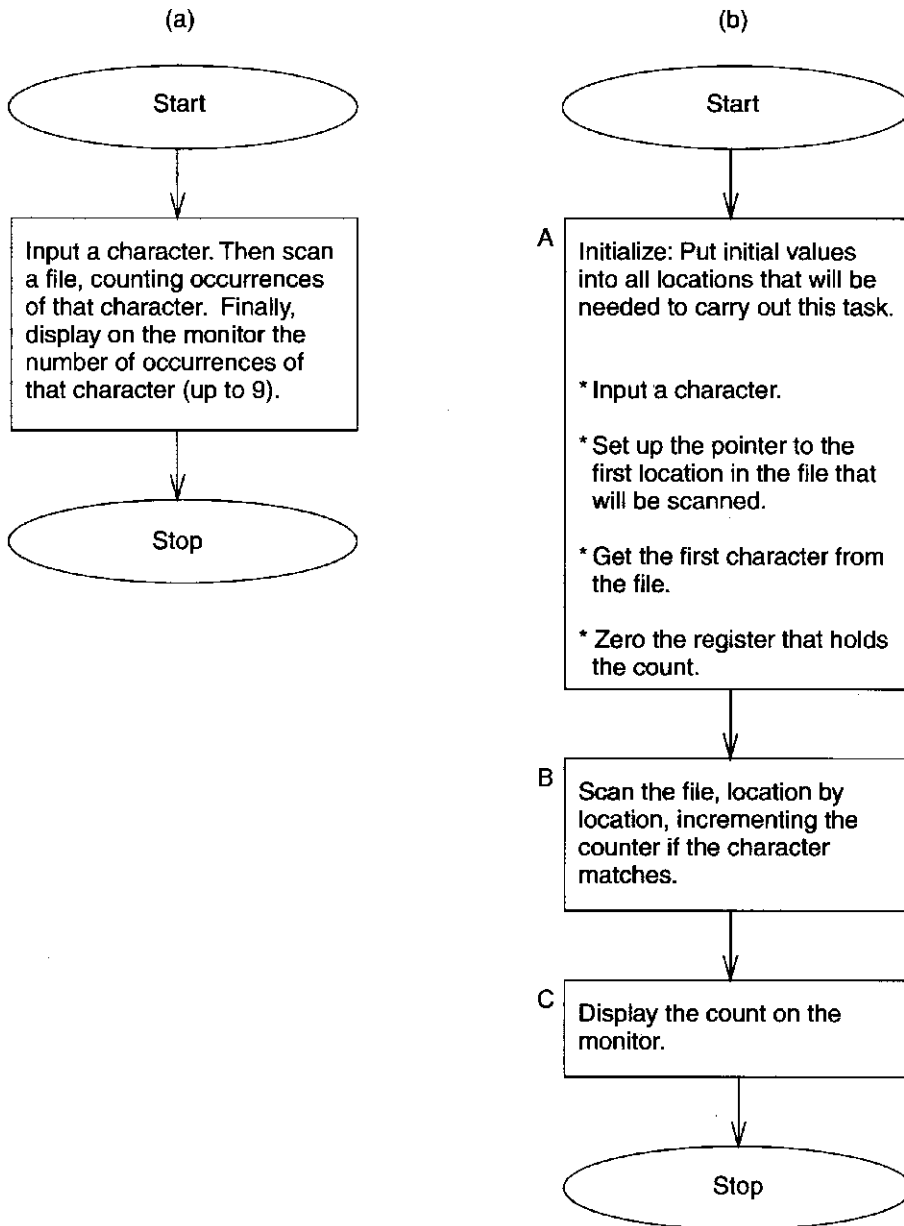 (a)
Start
Input a character. Then scan
a file, counting occurrences
of that character. Finally,
display on the monitor the
number of occurrences of
that character (up to 9).
Stop
(b)
Start
A
Initialize: Put initial values
into all locations that will be
needed to carry out this task.
* Input a character.
* Set up the pointer to the
first location in the file that
will be scanned.
* Get the first character from
the file.
* Zero the register that holds
the count.
B
Scan the file, location by
location, incrementing the
counter if the character
matches.
C
Display the count on the
monitor.
Stop